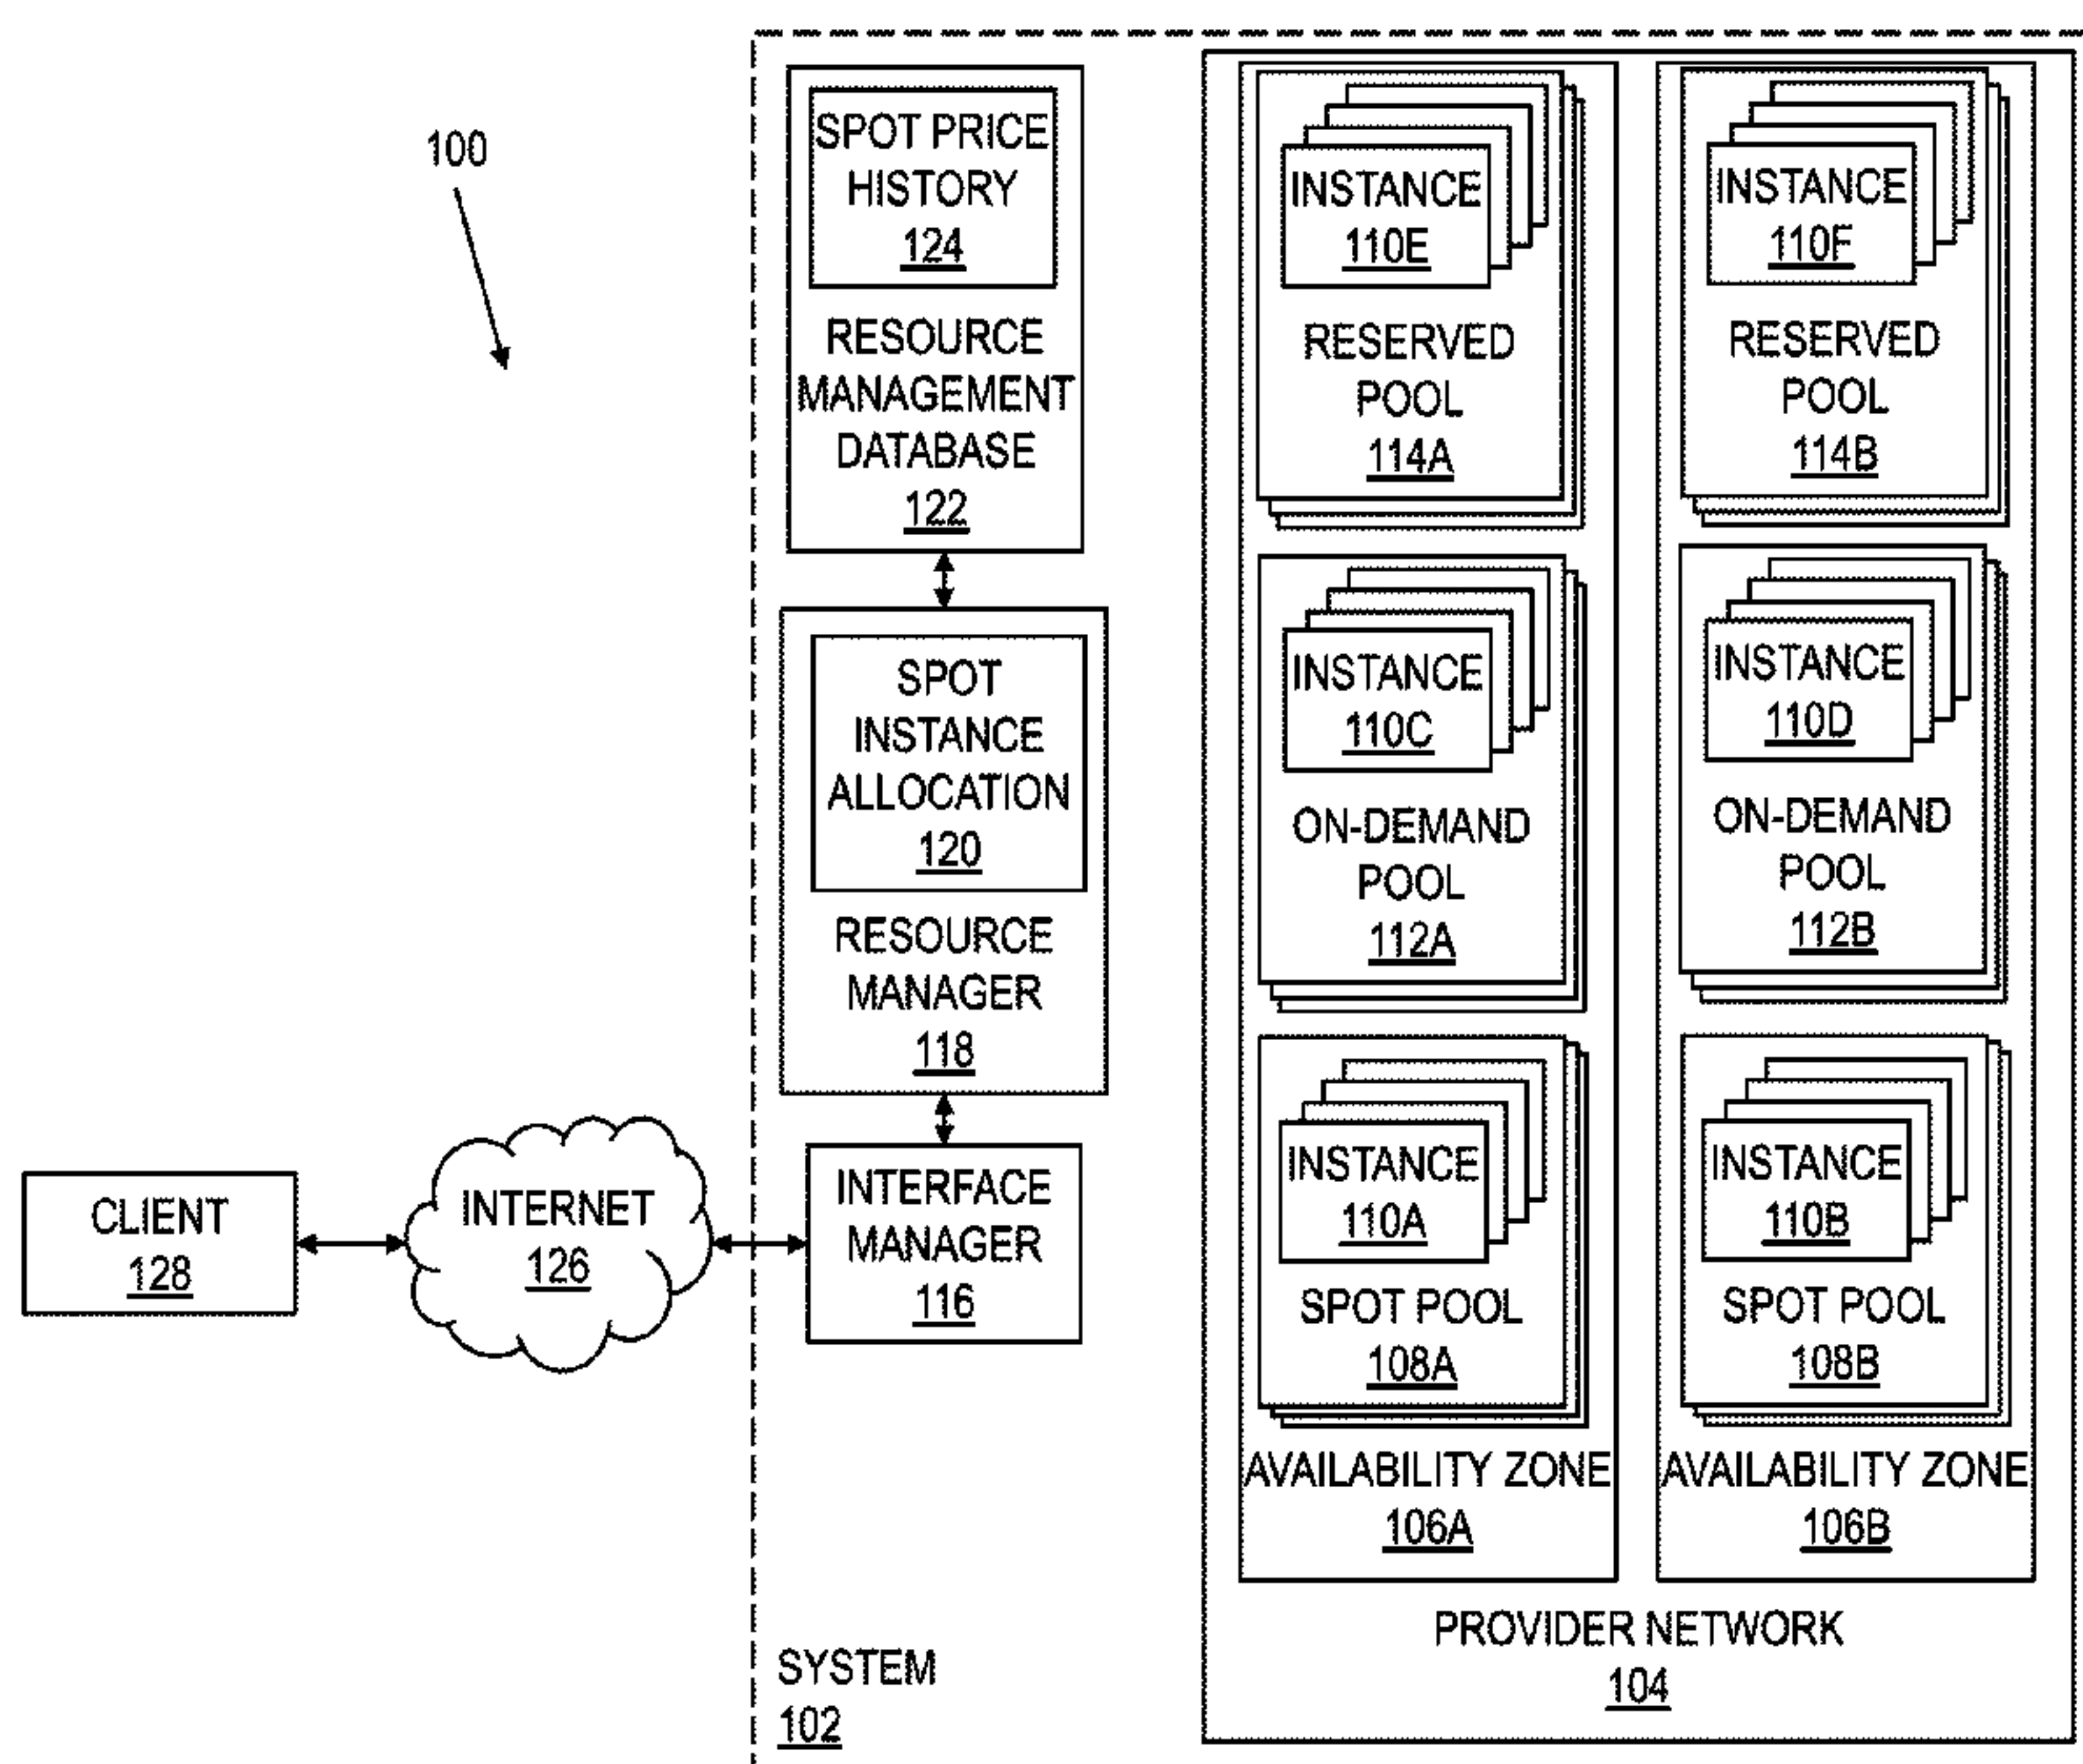 100
SPOT PRICE
HISTORY
124
RESOURCE
MANAGEMENT
DATABASE
122
SPOT
INSTANCE
ALLOCATION
120
RESOURCE
MANAGER
118
CLIENT
128
INTERNET
126
INTERFACE
MANAGER
116
SYSTEM
102
INSTANCE
110E
RESERVED
POOL
114A
INSTANCE
110C
ON-DEMAND
POOL
112A
INSTANCE
110A
SPOT POOL
108A
AVAILABILITY ZONE
106A
INSTANCE
110F
RESERVED
POOL
114B
INSTANCE
110D
ON-DEMAND
POOL
112B
INSTANCE
110B
SPOT POOL
108B
AVAILABILITY ZONE
106B
PROVIDER NETWORK
104